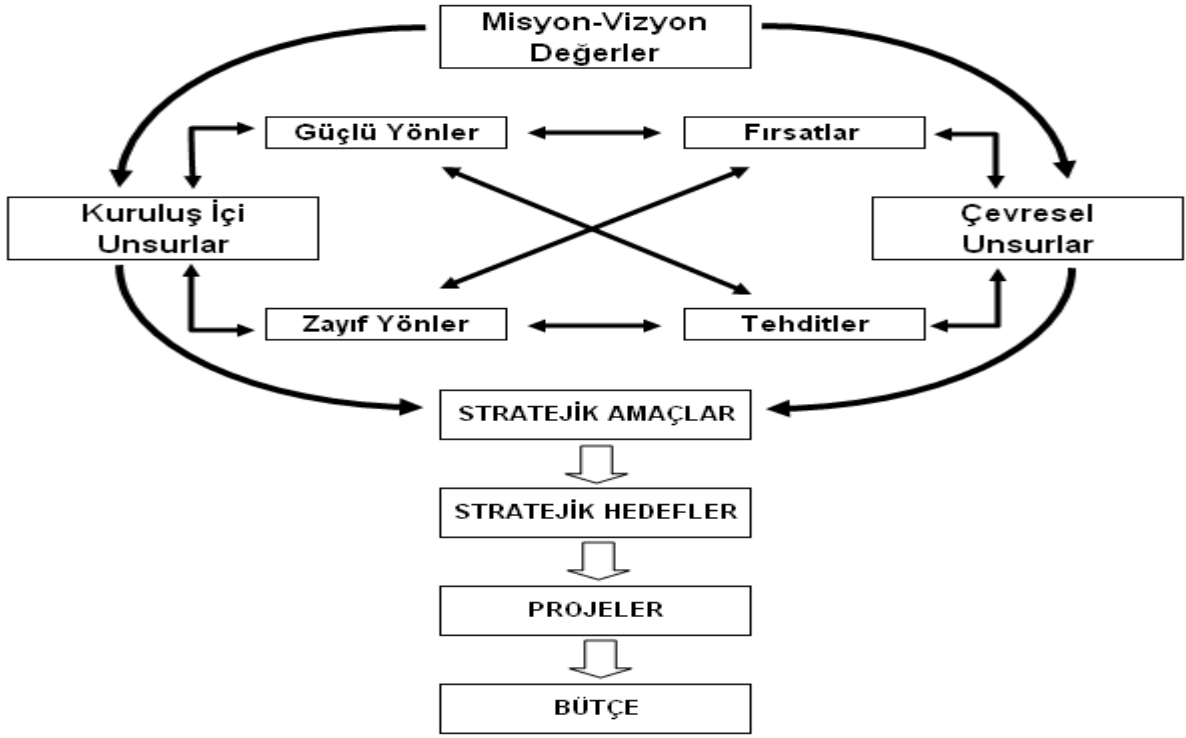 Misyon-Vizyon
Değerler
Güçlü Yönler
Fırsatlar
Kuruluş İçi
Unsurlar
Çevresel
Unsurlar
Zayıf Yönler
Tehditler
STRATEJİK AMAÇLAR
STRATEJİK HEDEFLER
PROJELER
BÜTÇE